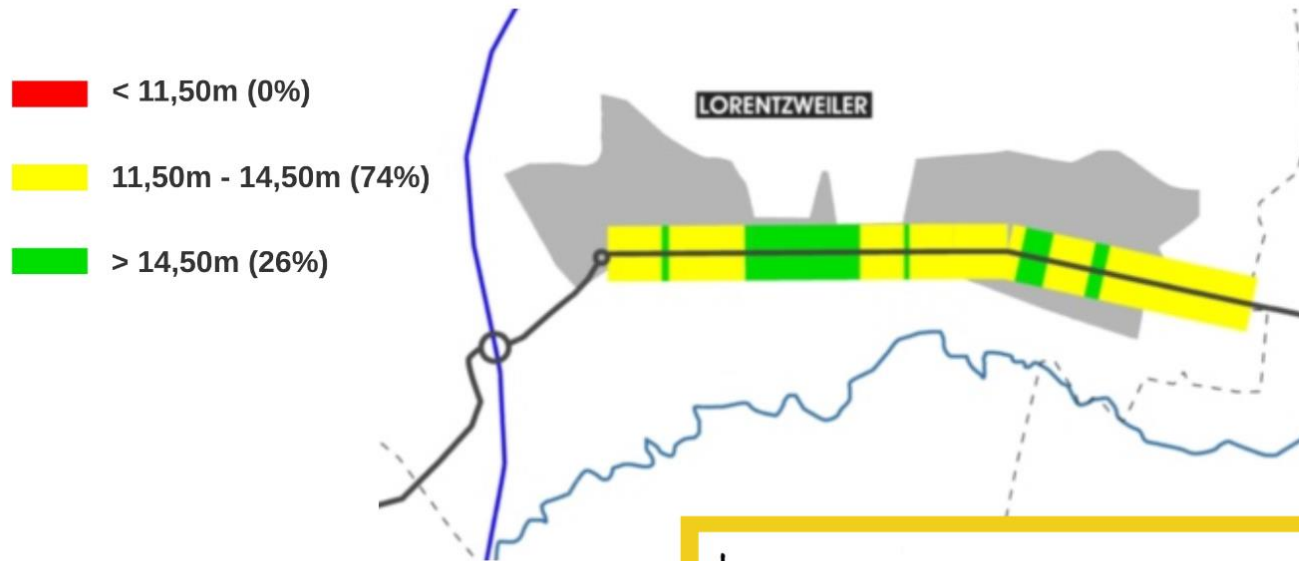 LORENTZWEILER
< 11,50m (0%)
11,50m - 14,50m (74%)
> 14,50m (26%)